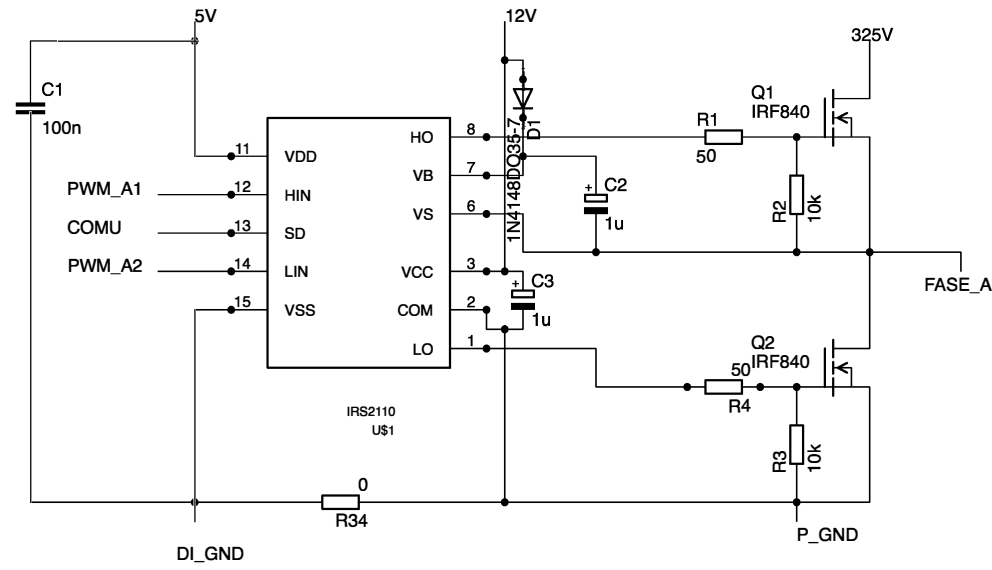 5V
12V
325V
C1
100n
Q1
IRF840
R1
50
D1
1N4148DO35-7
8
HO
11
VDD
7
VB
PWM_A1
12
HIN
C2
+
1u
R2
10k
6
VS
COMU
13
SD
PWM_A2
14
LIN
3
VCC
C3
+
1u
FASE_A
15
VSS
2
COM
1
LO
Q2
IRF840
50
R4
IRS2110
U$1
R3
10k
0
R34
P_GND
DI_GND